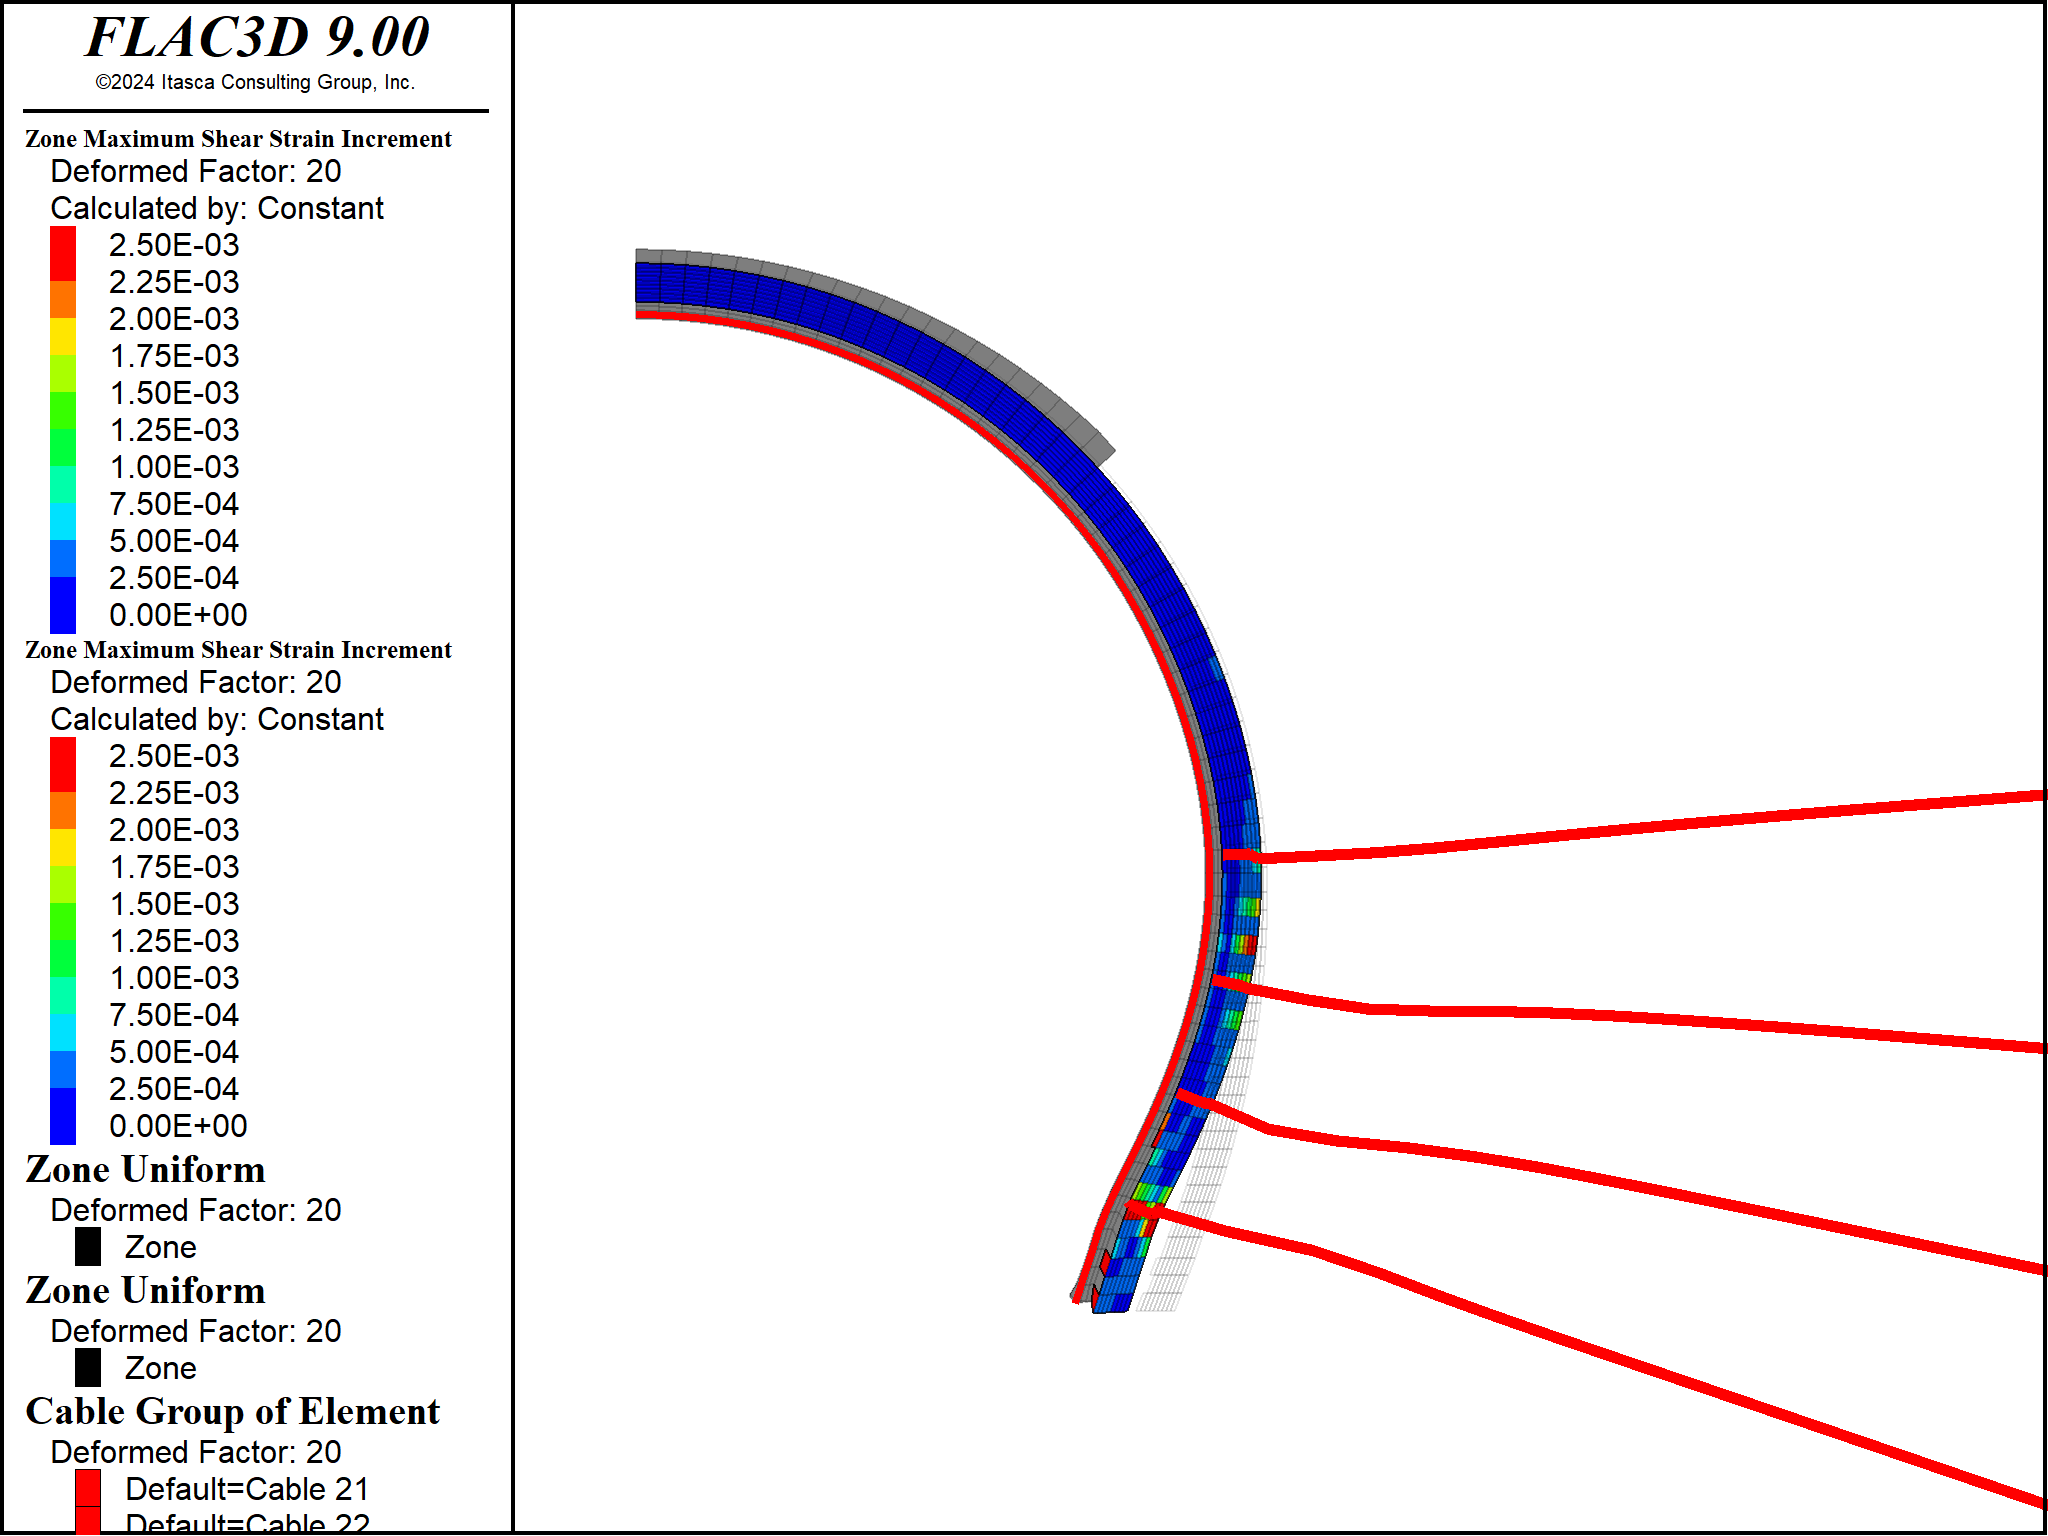 FLAC3D 9.00
©2024 Itasca Consulting Group, Inc.
Zone Maximum Shear Strain Increment
Deformed Factor: 20
Calculated by: Constant
2.50E-03
2.25E-03
2.00E-03
1.75E-03
1.50E-03
1.25E-03
1.00E-03
7.50E-04
5.00E-04
2.50E-04
0.00E+00
Zone Maximum Shear Strain Increment
Deformed Factor: 20
Calculated by: Constant
2.50E-03
2.25E-03
2.00E-03
1.75E-03
1.50E-03
1.25E-03
1.00E-03
7.50E-04
5.00E-04
2.50E-04
0.00E+00
Zone Uniform
Deformed Factor: 20
Zone
Zone Uniform
Deformed Factor: 20
Zone
Cable Group of Element
Deformed Factor: 20
Default=Cable 21
Default=Cable 22